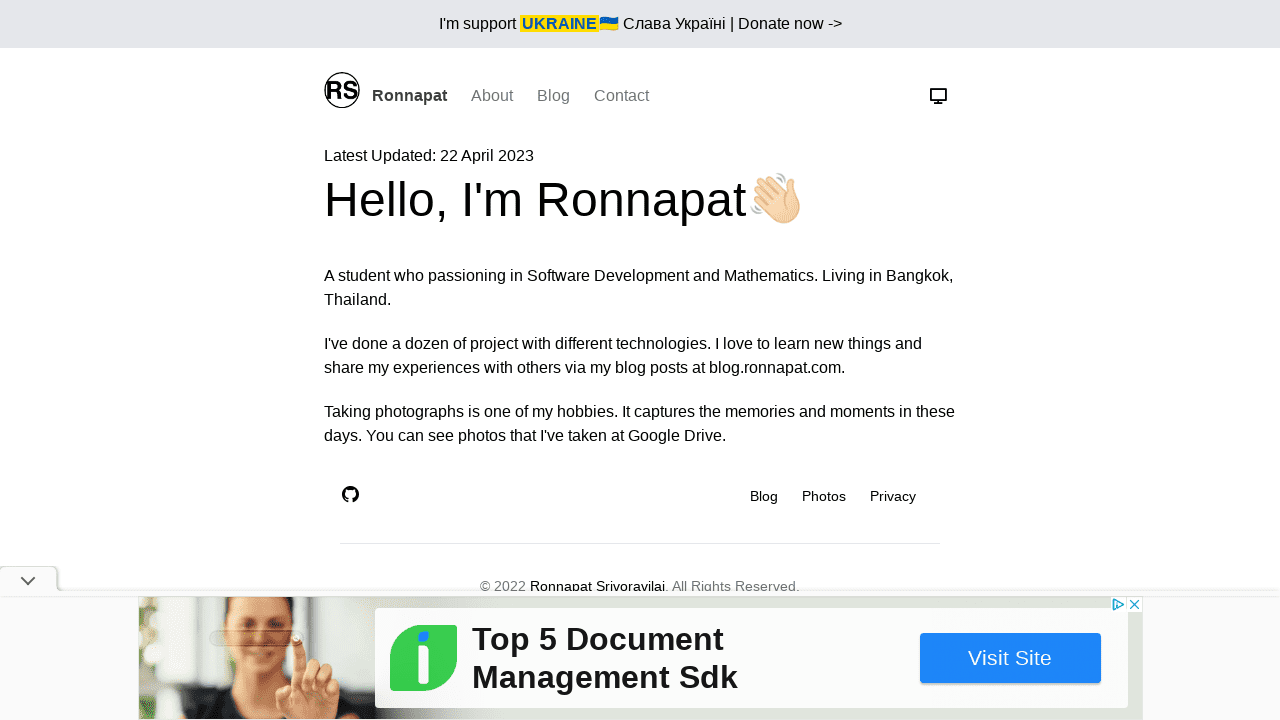 I'm support UKRAINE🇺🇦 Слава Україні | Donate now ->
RS Ronnapat About Blog Contact
Latest Updated: 22 April 2023
Hello, I'm Ronnapat👋🏻
A student who passioning in Software Development and Mathematics. Living in Bangkok,
Thailand.
I've done a dozen of project with different technologies. I love to learn new things and
share my experiences with others via my blog posts at blog.ronnapat.com.
Taking photographs is one of my hobbies. It captures the memories and moments in these
days. You can see photos that I've taken at Google Drive.
Blog Photos Privacy
© 2022 Ronnapat Srivoravilai. All Rights Reserved.
Top 5 Document
Management Sdk
Visit Site